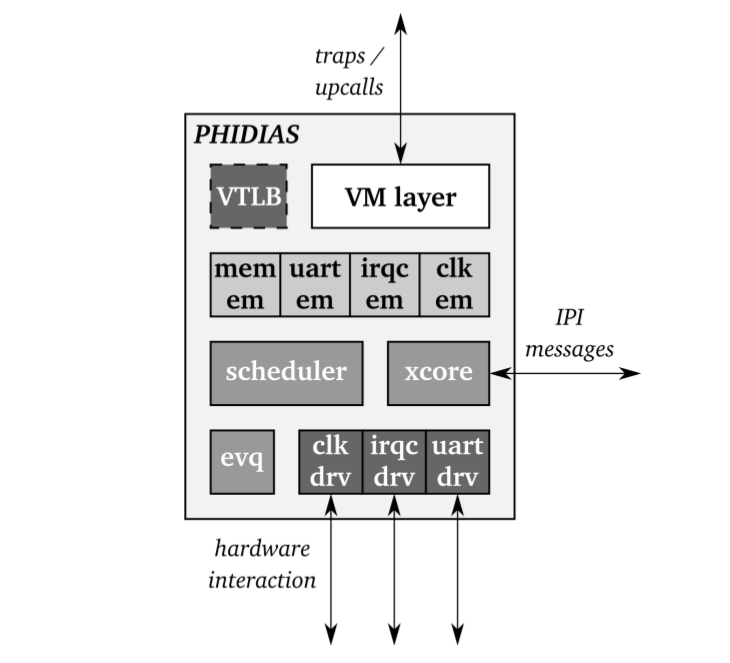 traps /
upcalls
PHIDIAS
VTLB
VM layer
mem
em
uart
em
irqc
em
clk
em
IPI
messages
scheduler
xcore
evq
clk
drv
irqc
drv
uart
drv
hardware
interaction